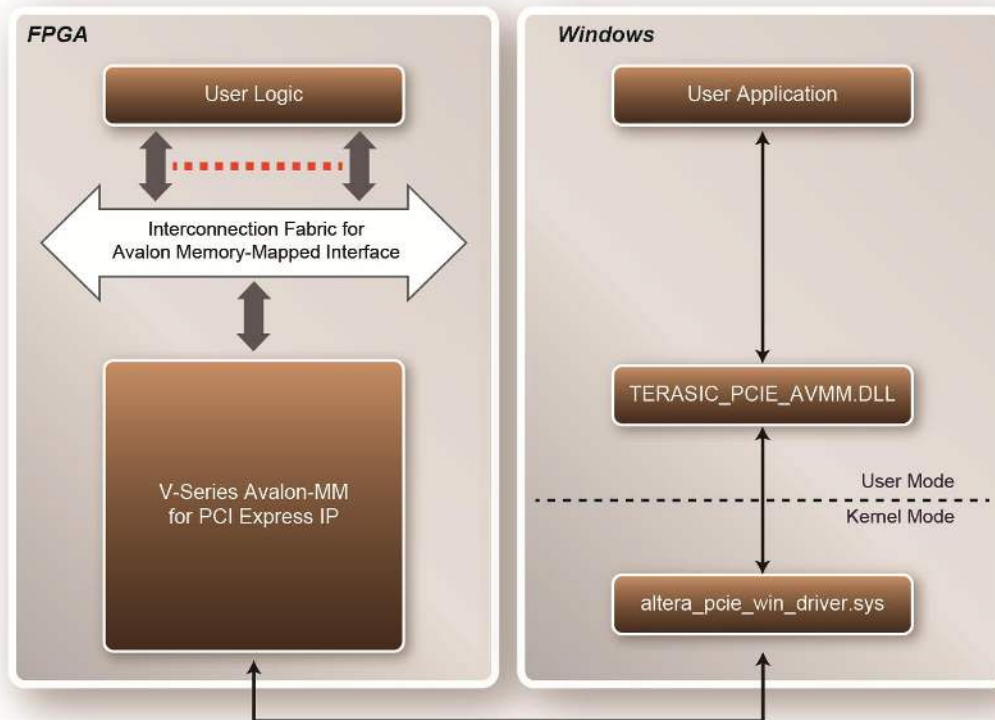 FPGA
User Logic
Interconnection Fabric for
Avalon Memory-Mapped Interface
V-Series Avalon-MM
for PCI Express IP
Windows
User Application
TERASIC_PCIE_AVMM.DLL
User Mode
Kernel Mode
altera_pcie_win_driver.sys